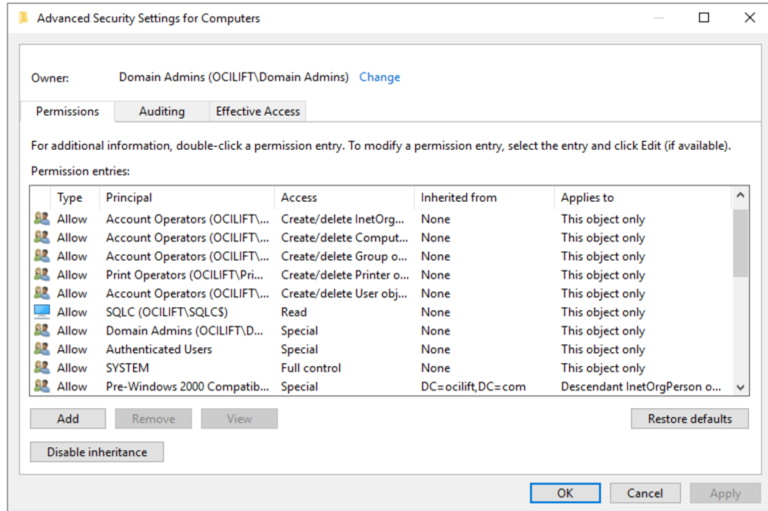 Advanced Security Settings for Computers
Owner: Domain Admins (OCILIFT\Domain Admins) Change
Permissions Auditing Effective Access
For additional information, double-click a permission entry. To modify a permission entry, select the entry and click Edit (if available).
Permission entries:
Type Principal Access Inherited from Applies to
Allow Account Operators (OCILIFT\... Create/delete InetOrg... None This object only
Allow Account Operators (OCILIFT\... Create/delete Comput... None This object only
Allow Account Operators (OCILIFT\... Create/delete Group o... None This object only
Allow Print Operators (OCILIFT\Pri... Create/delete Printer o... None This object only
Allow Account Operators (OCILIFT\... Create/delete User obj... None This object only
Allow SQLC (OCILIFT\SQLC$) Read None This object only
Allow Domain Admins (OCILIFT\D... Special None This object only
Allow Authenticated Users Special None This object only
Allow SYSTEM Full control None This object only
Allow Pre-Windows 2000 Compatib... Special DC=ocilift,DC=com Descendant InetOrgPerson o...
Add Remove View Restore defaults
Disable inheritance
OK Cancel Apply